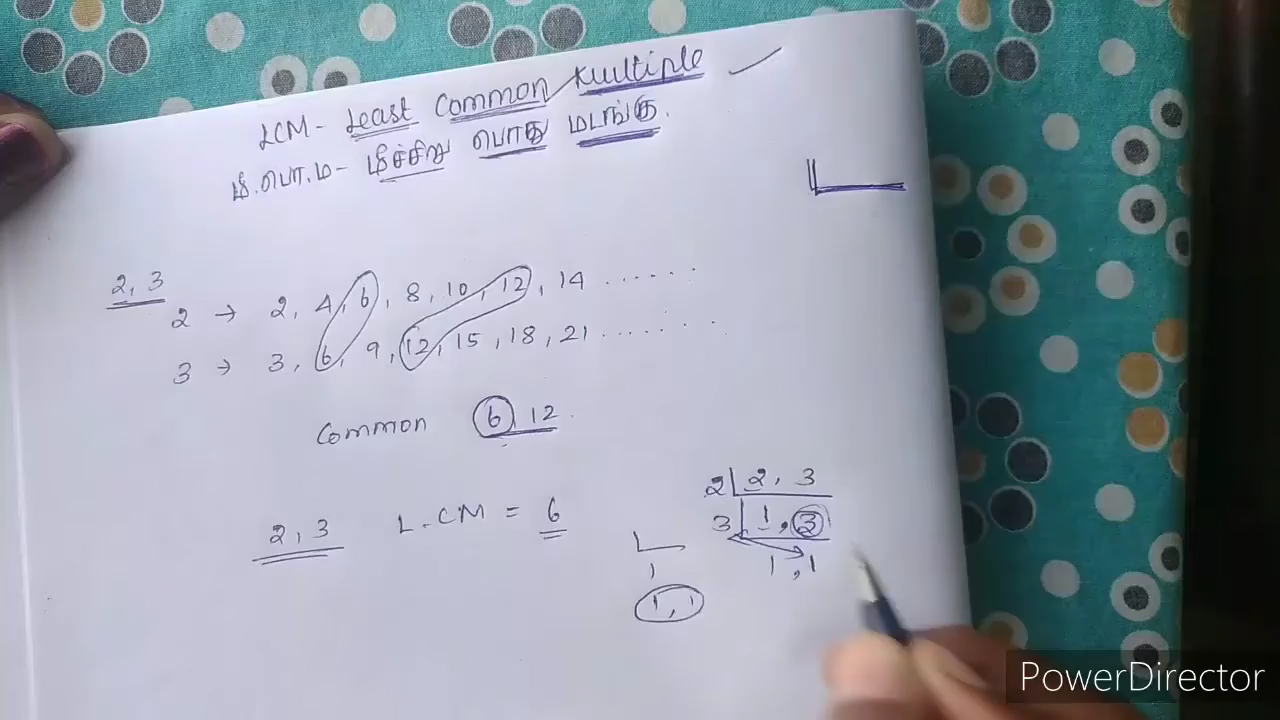 LCM - Least Common Multiple
மீ.பொ.ம - மீச்சிறு பொது மடங்கு.
2, 3
2 → 2, 4, 6, 8, 10, 12, 14 ......
3 → 3, 6, 9, 12, 15, 18, 21 .......
Common 6 12.
2, 3 L.CM = 6
2 2, 3
3 1, 3
1, 1
1
1, 1
PowerDirector